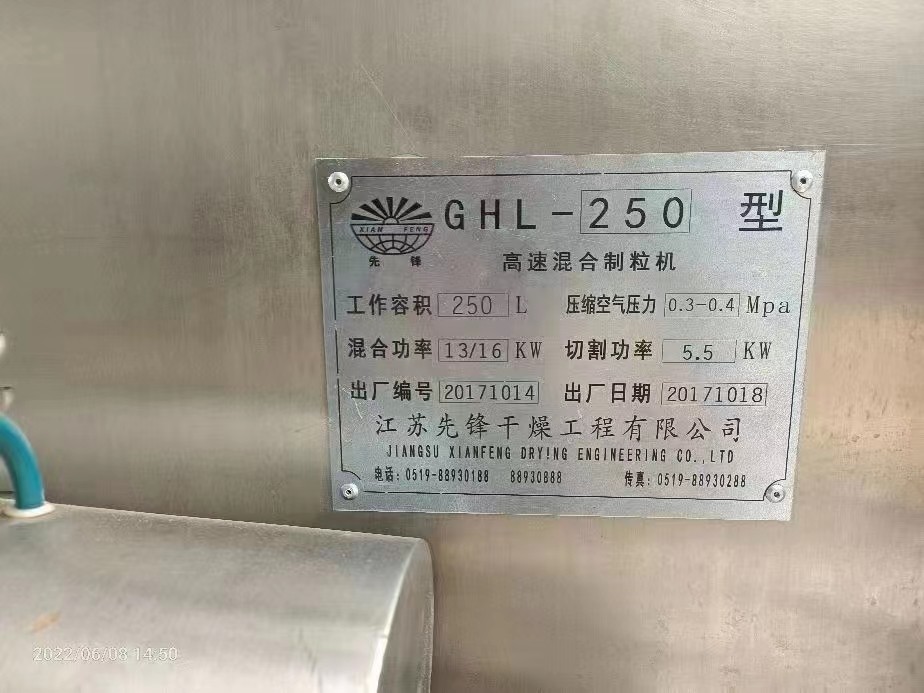 GHL-250 型
XIAN FENG
先 锋
高速混合制粒机
工作容积 250 L 压缩空气压力 0.3-0.4 Mpa
混合功率 13/16 KW 切割功率 5.5 KW
出厂编号 20171014 出厂日期 20171018
江苏先锋干燥工程有限公司
JIANGSU XIANFENG DRYING ENGINEERING CO.,LTD
电话：0519-88930188 88930888 传真：0519-88930288
2022/06/08 14:50